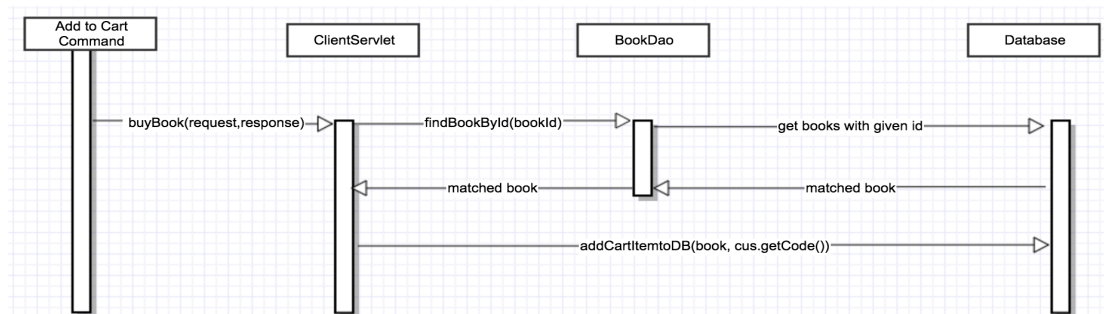 Add to Cart
Command
ClientServlet
BookDao
Database
buyBook(request,response)
findBookById(bookId)
get books with given id
matched book
matched book
addCartItemtoDB(book, cus.getCode())